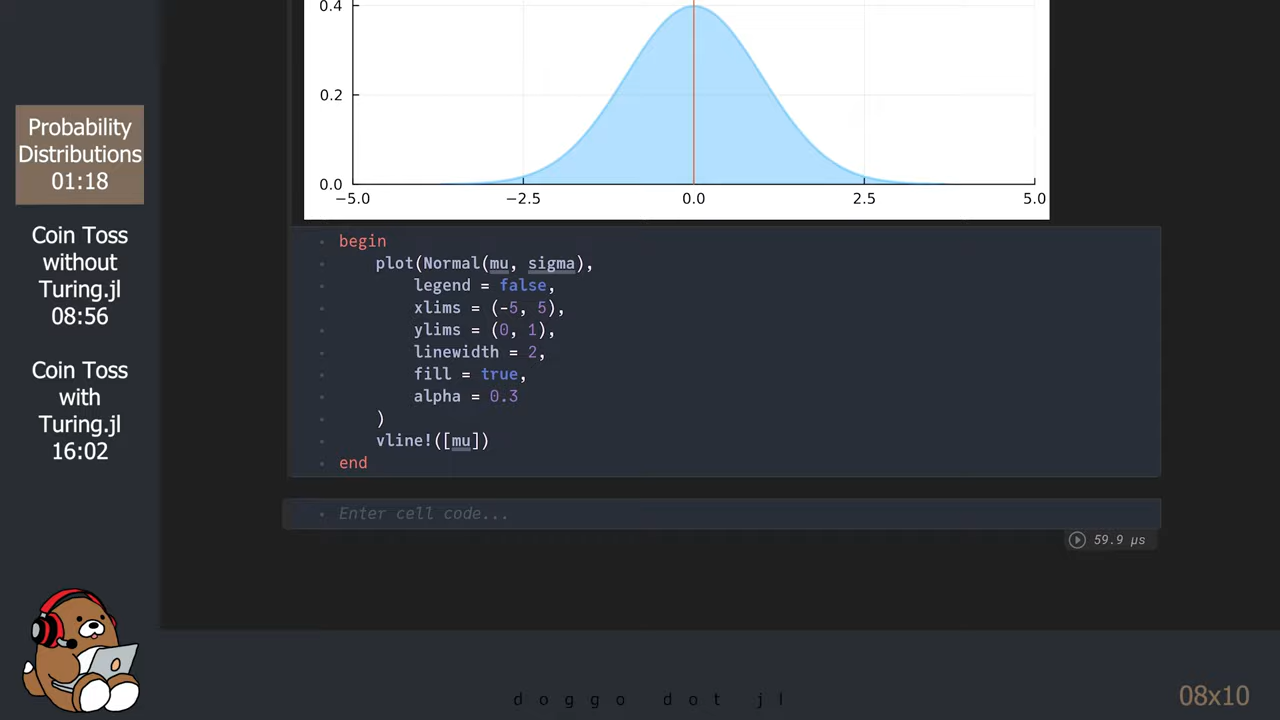 Probability
Distributions
01:18
Coin Toss
without
Turing.jl
08:56
Coin Toss
with
Turing.jl
16:02
0.4
0.2
0.0
−5.0 −2.5 0.0 2.5 5.0
begin
plot(Normal(mu, sigma),
legend = false,
xlims = (-5, 5),
ylims = (0, 1),
linewidth = 2,
fill = true,
alpha = 0.3
)
vline!([mu])
end
Enter cell code...
59.9 μs
doggo dot jl
08x10